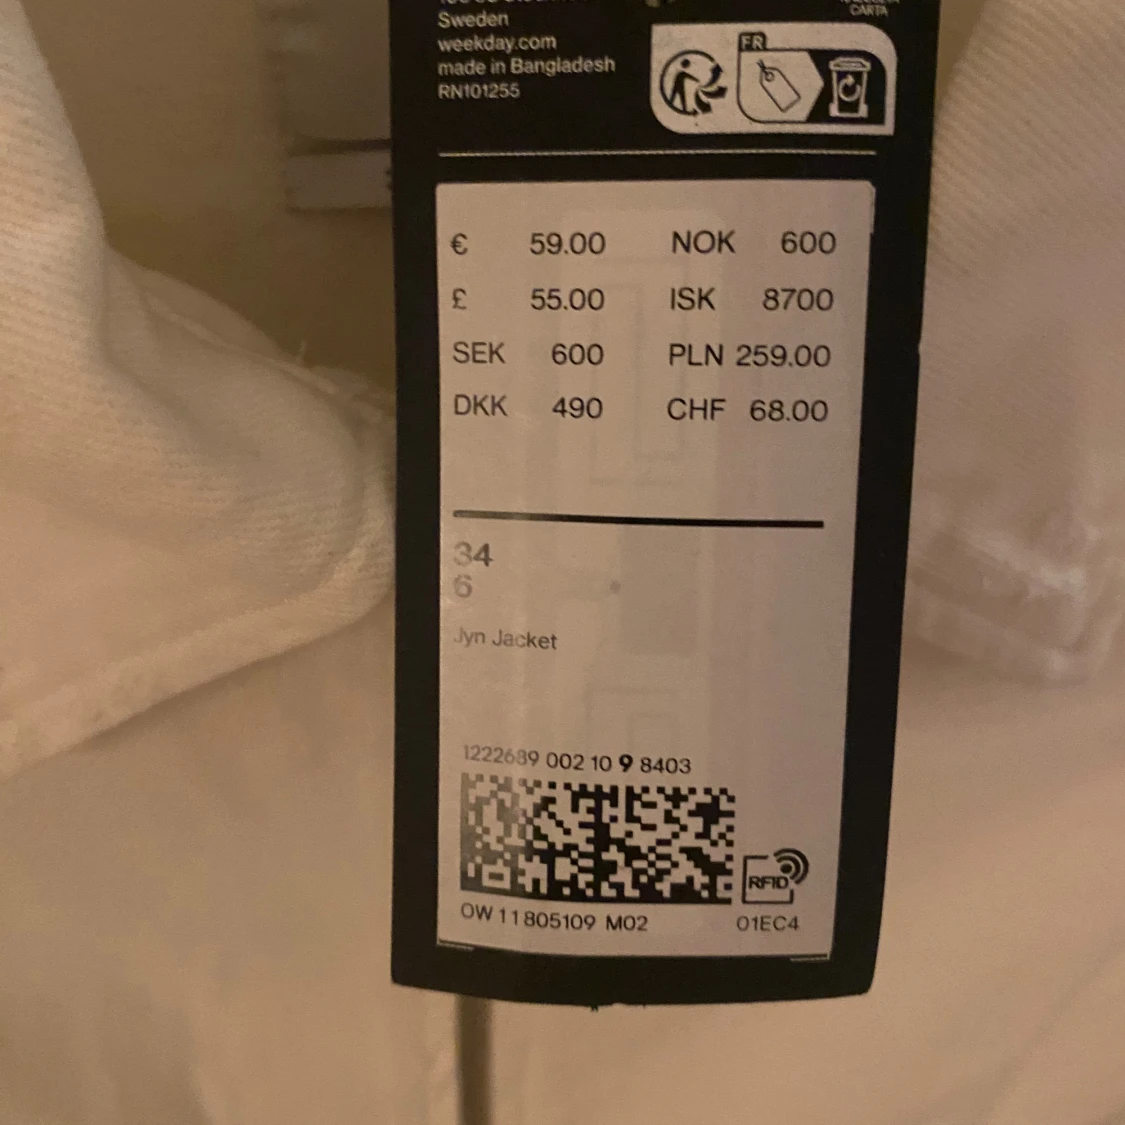 Sweden
weekday.com
made in Bangladesh
RN101255
CARTA
FR
€ 59.00 NOK 600
£ 55.00 ISK 8700
SEK 600 PLN 259.00
DKK 490 CHF 68.00
34
6
Jyn Jacket
1222689 002 10 9 8403
RFID
OW 11805109 M02 01EC4